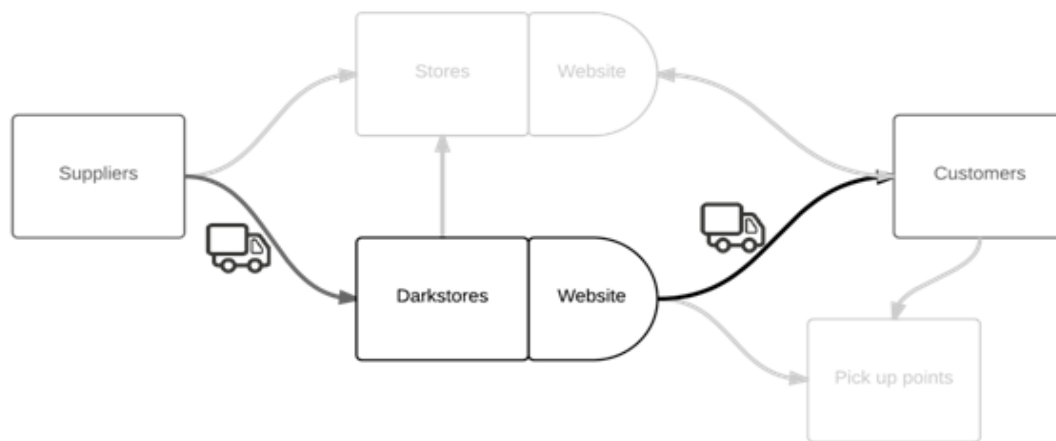 Stores
Website
Suppliers
Customers
Darkstores
Website
Pick up points